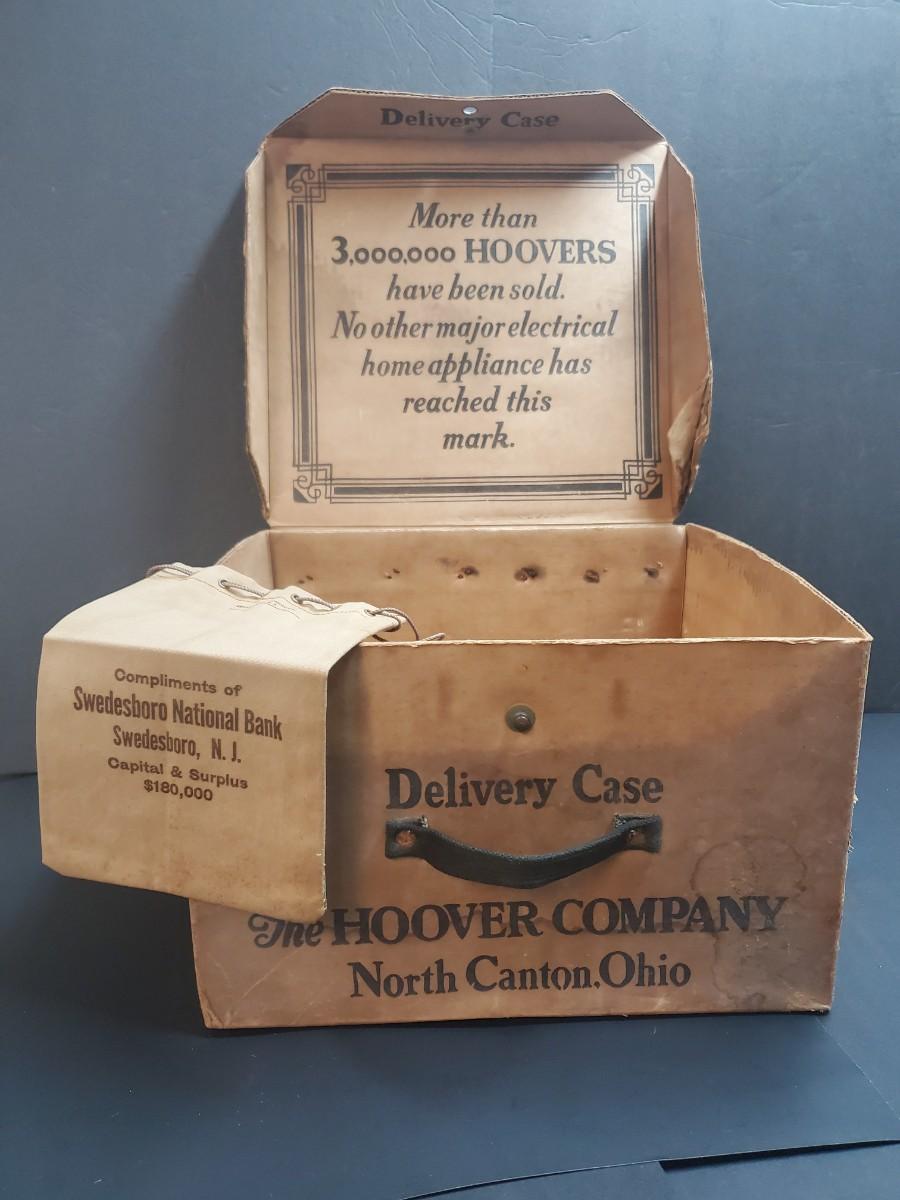 Delivery Case
More than
3,000,000 HOOVERS
have been sold.
No other major electrical
home appliance has
reached this
mark.
Compliments of
Swedesboro National Bank
Swedesboro, N. J.
Capital & Surplus
$180,000
Delivery Case
The HOOVER COMPANY
North Canton, Ohio